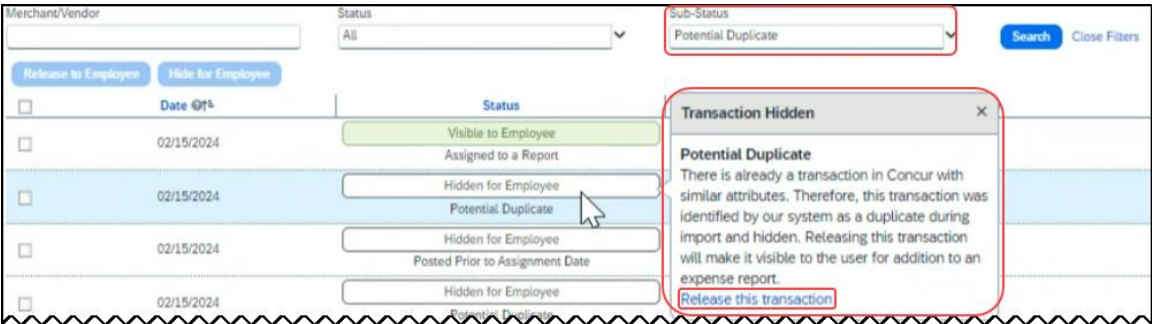 Merchant/Vendor
Status
Sub-Status
All
Potential Duplicate
Search
Close Filters
Release to Employee
Hide for Employee
Date
Status
02/15/2024
Visible to Employee
Assigned to a Report
02/15/2024
Hidden for Employee
Potential Duplicate
02/15/2024
Hidden for Employee
Posted Prior to Assignment Date
02/15/2024
Hidden for Employee
Potential Duplicate
Transaction Hidden
Potential Duplicate
There is already a transaction in Concur with
similar attributes. Therefore, this transaction was
identified by our system as a duplicate during
import and hidden. Releasing this transaction
will make it visible to the user for addition to an
expense report.
Release this transaction